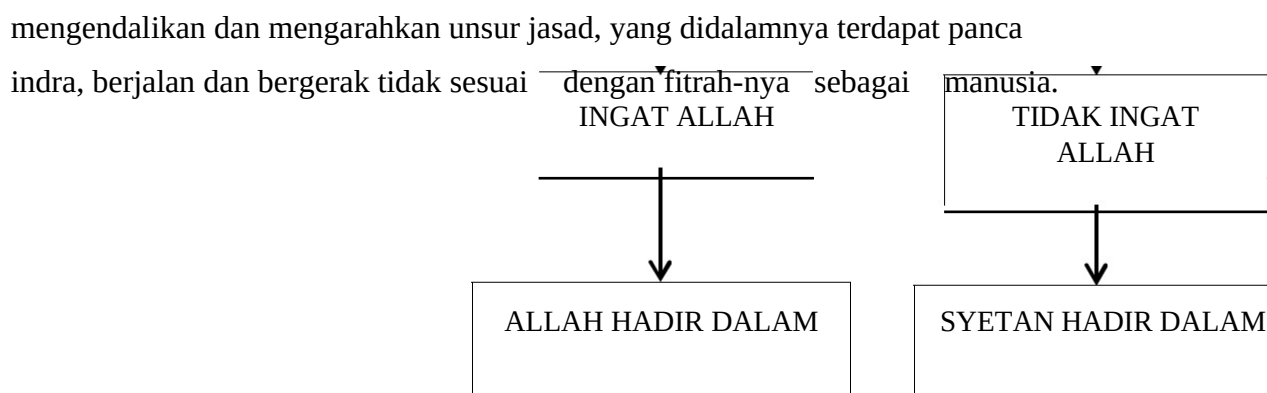 mengendalikan dan mengarahkan unsur jasad, yang didalamnya terdapat panca
indra, berjalan dan bergerak tidak sesuai dengan fitrah-nya sebagai manusia.
INGAT ALLAH
TIDAK INGAT
ALLAH
ALLAH HADIR DALAM
SYETAN HADIR DALAM